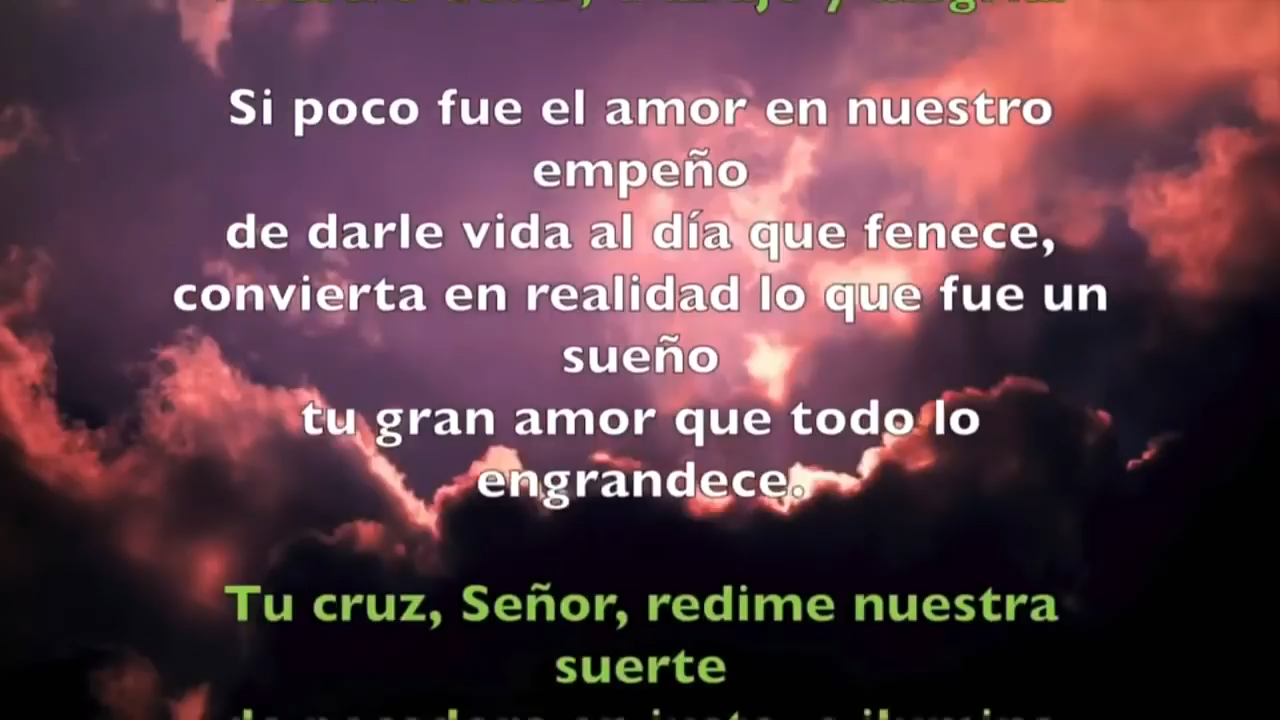 Si poco fue el amor en nuestro
empeño
de darle vida al día que fenece,
convierta en realidad lo que fue un
sueño
tu gran amor que todo lo
engrandece.
Tu cruz, Señor, redime nuestra
suerte